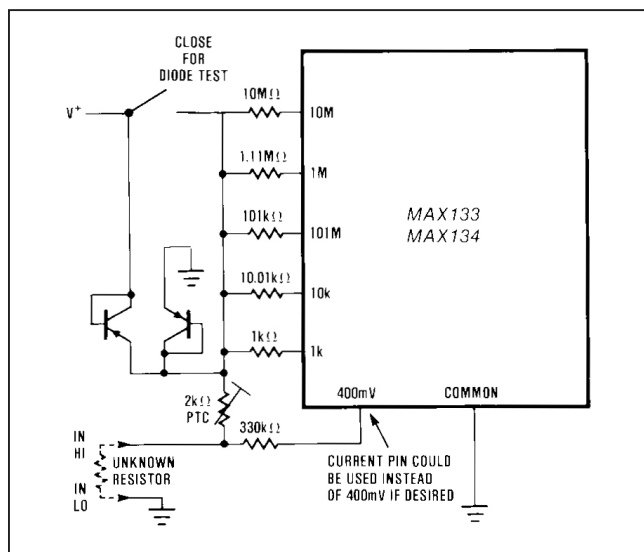 CLOSE
FOR
DIODE TEST
V+
10MΩ
10M
1.11MΩ
1M
101kΩ
101M
10.01kΩ
10k
1kΩ
1k
MAX133
MAX134
400mV
COMMON
2kΩ
PTC
330kΩ
IN
HI
UNKNOWN
RESISTOR
IN
LO
CURRENT PIN COULD
BE USED INSTEAD
OF 400mV IF DESIRED